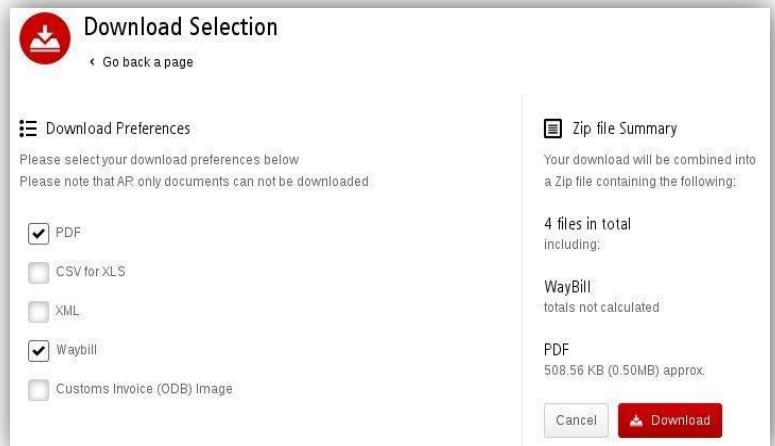 Download Selection
Go back a page
Download Preferences
Please select your download preferences below
Please note that AR only documents can not be downloaded
PDF
CSV for XLS
XML
Waybill
Customs Invoice (ODB) Image
Zip file Summary
Your download will be combined into
a Zip file containing the following:
4 files in total
including:
WayBill
totals not calculated
PDF
508.56 KB (0.50MB) approx.
Cancel
Download